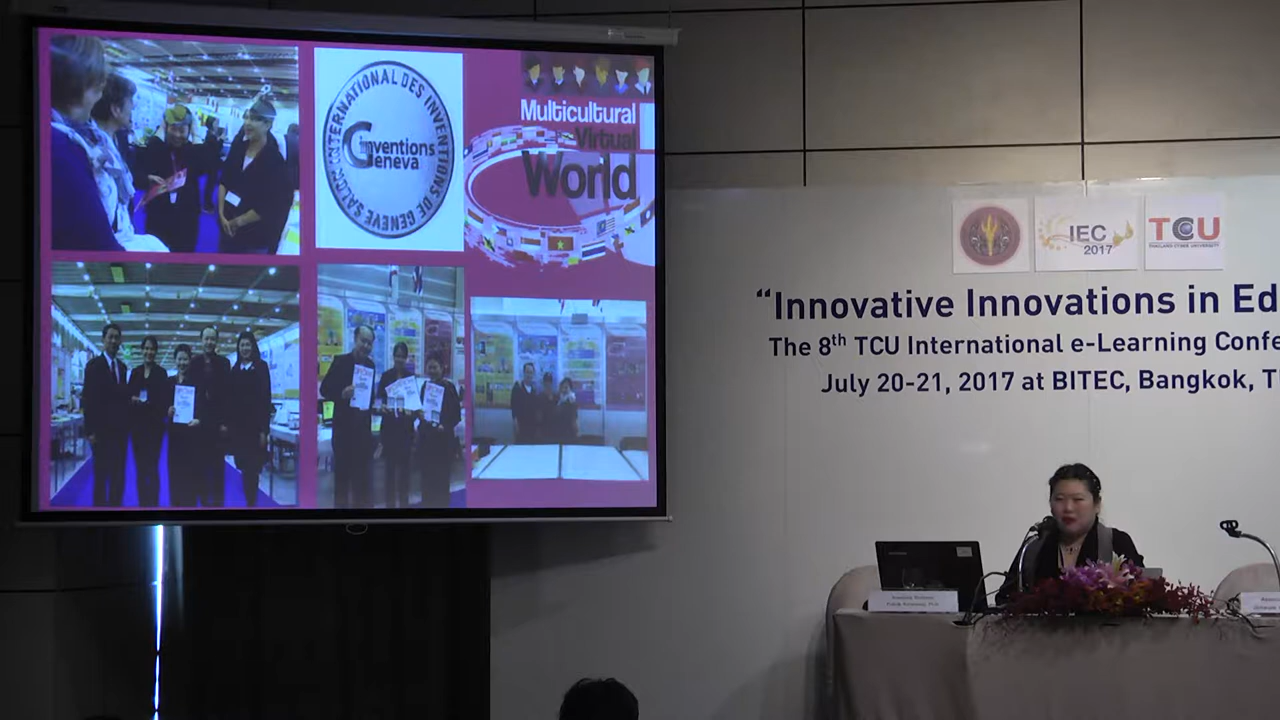 SALON INTERNATIONAL DES INVENTIONS DE GENÈVE
inventions
Geneva
Multicultural
Virtual
World
IEC
2017
TCU
THAILAND CYBER UNIVERSITY
“Innovative Innovations in Ed
The 8th TCU International e-Learning Confe
July 20-21, 2017 at BITEC, Bangkok, T